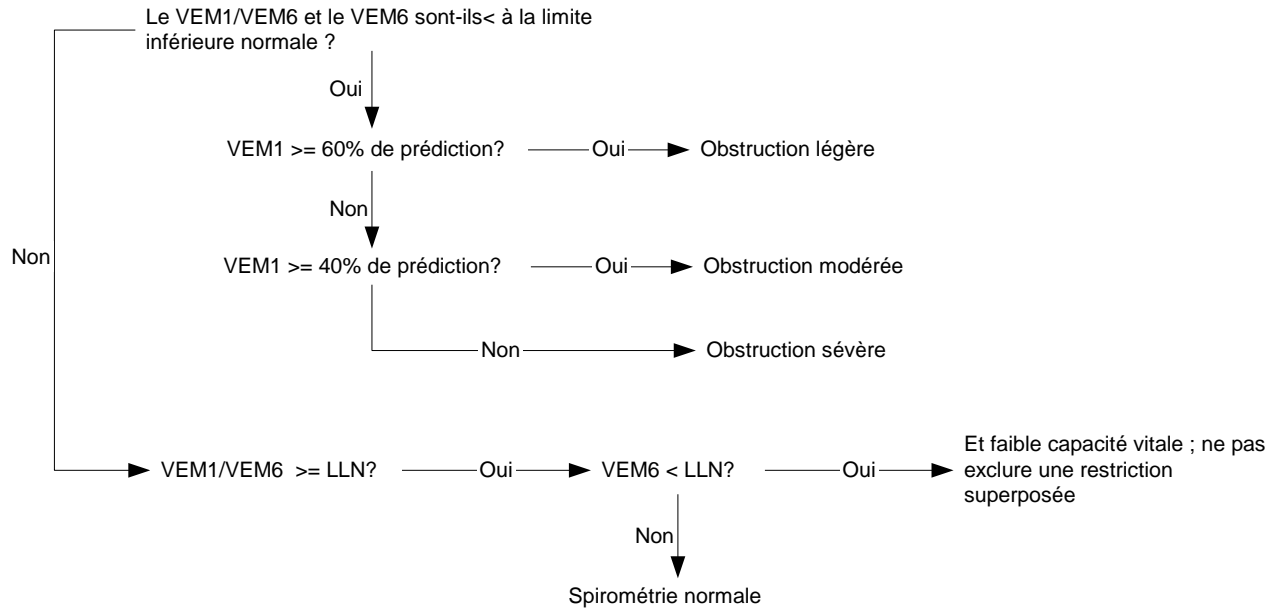 Le VEM1/VEM6 et le VEM6 sont-ils< à la limite
inférieure normale ?
Oui
VEM1 >= 60% de prédiction?
Oui
Obstruction légère
Non
Non
VEM1 >= 40% de prédiction?
Oui
Obstruction modérée
Non
Obstruction sévère
VEM1/VEM6 >= LLN?
Oui
VEM6 < LLN?
Oui
Et faible capacité vitale ; ne pas
exclure une restriction
superposée
Non
Spirométrie normale